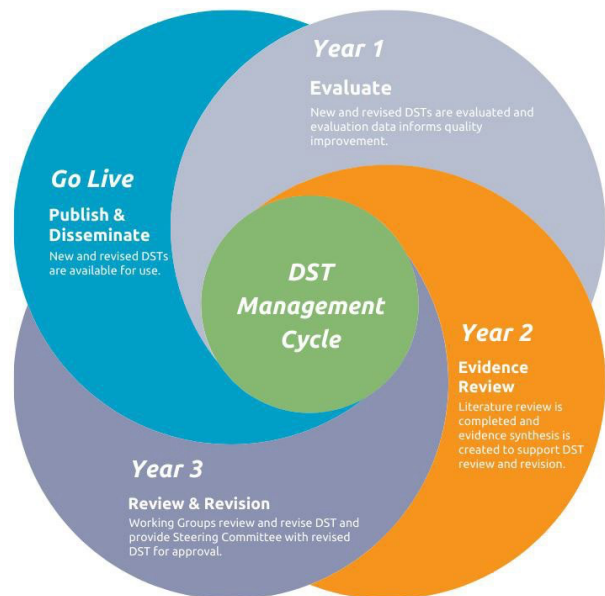 Year 1
Evaluate
New and revised DSTs are evaluated and
evaluation data informs quality
improvement.
Go Live
Publish &
Disseminate
New and revised DSTs
are available for use.
DST
Management
Cycle
Year 2
Evidence
Review
Literature review is
completed and
evidence synthesis is
created to support DST
review and revision.
Year 3
Review & Revision
Working Groups review and revise DST and
provide Steering Committee with revised
DST for approval.